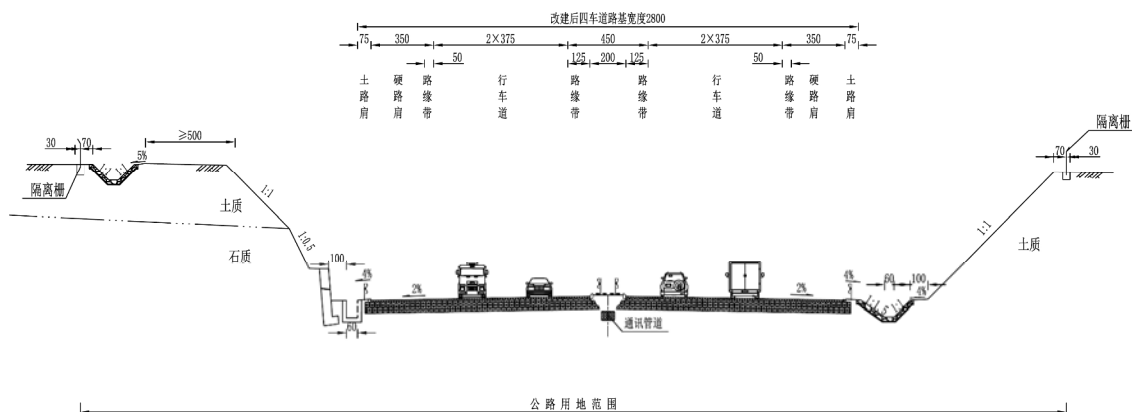 改建后四车道路基宽度2800
75 350 2×375 450 2×375 350 75
50 125 200 125 50
土路肩 硬路肩 路缘带 行车道 路缘带 路缘带 行车道 路缘带 硬路肩 土路肩
隔离栅
≥500
30 70 70 30
5%
隔离栅
1:1
土质
1:1
土质
1:0.5
石质
100
4% 4% 60 100
2% 2% 4%
60
通讯管道
公路用地范围